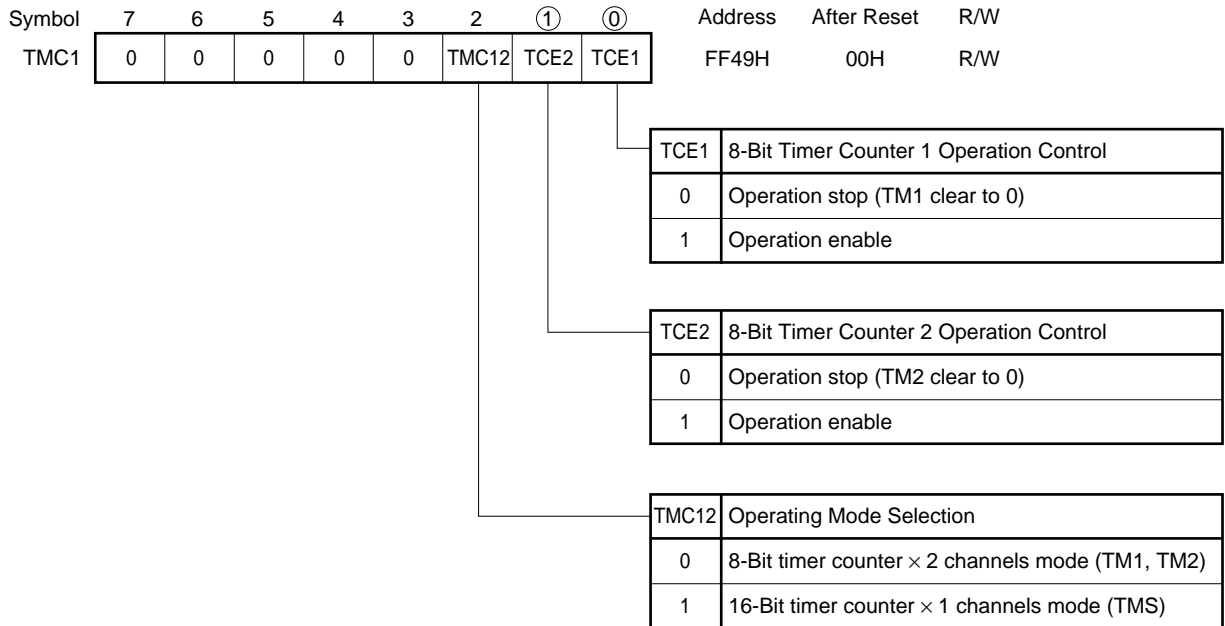 Symbol 7 6 5 4 3 2 ① ⓪ Address After Reset R/W
TMC1 0 0 0 0 0 TMC12 TCE2 TCE1 FF49H 00H R/W
TCE1 8-Bit Timer Counter 1 Operation Control
0 Operation stop (TM1 clear to 0)
1 Operation enable
TCE2 8-Bit Timer Counter 2 Operation Control
0 Operation stop (TM2 clear to 0)
1 Operation enable
TMC12 Operating Mode Selection
0 8-Bit timer counter × 2 channels mode (TM1, TM2)
1 16-Bit timer counter × 1 channels mode (TMS)